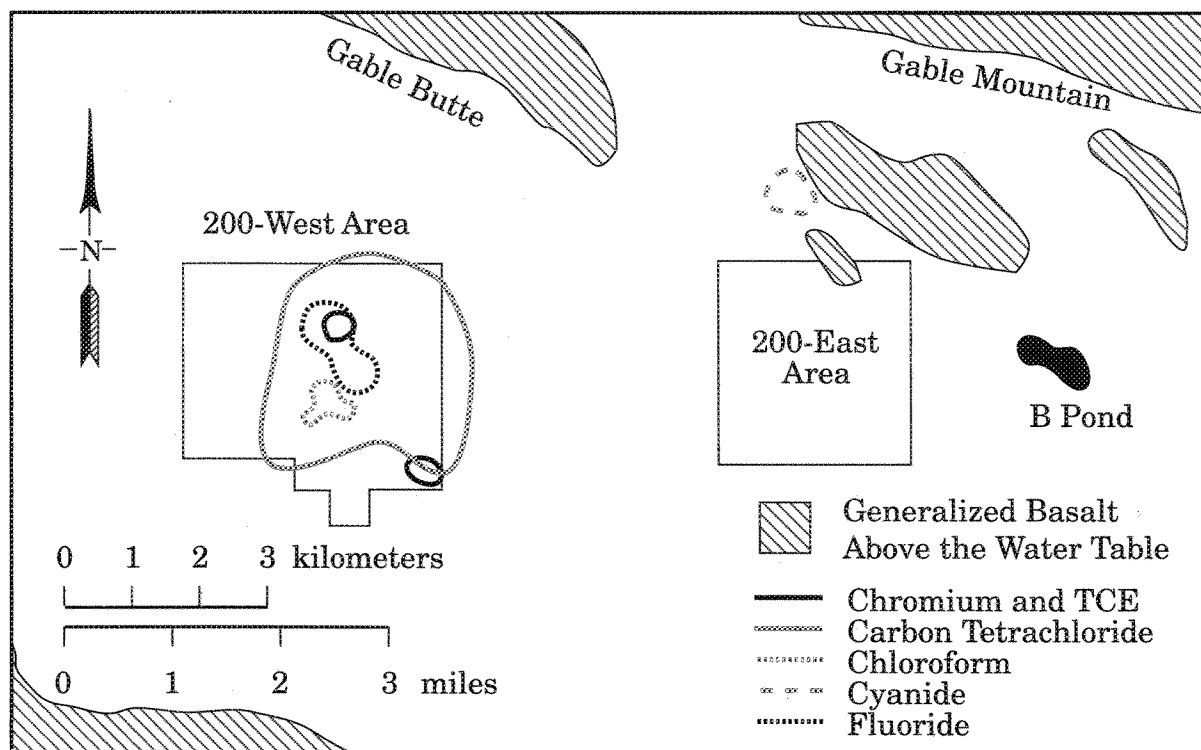 Gable Butte
Gable Mountain
N
200-West Area
200-East
Area
B Pond
0 1 2 3 kilometers
0 1 2 3 miles
Generalized Basalt
Above the Water Table
Chromium and TCE
Carbon Tetrachloride
Chloroform
Cyanide
Fluoride